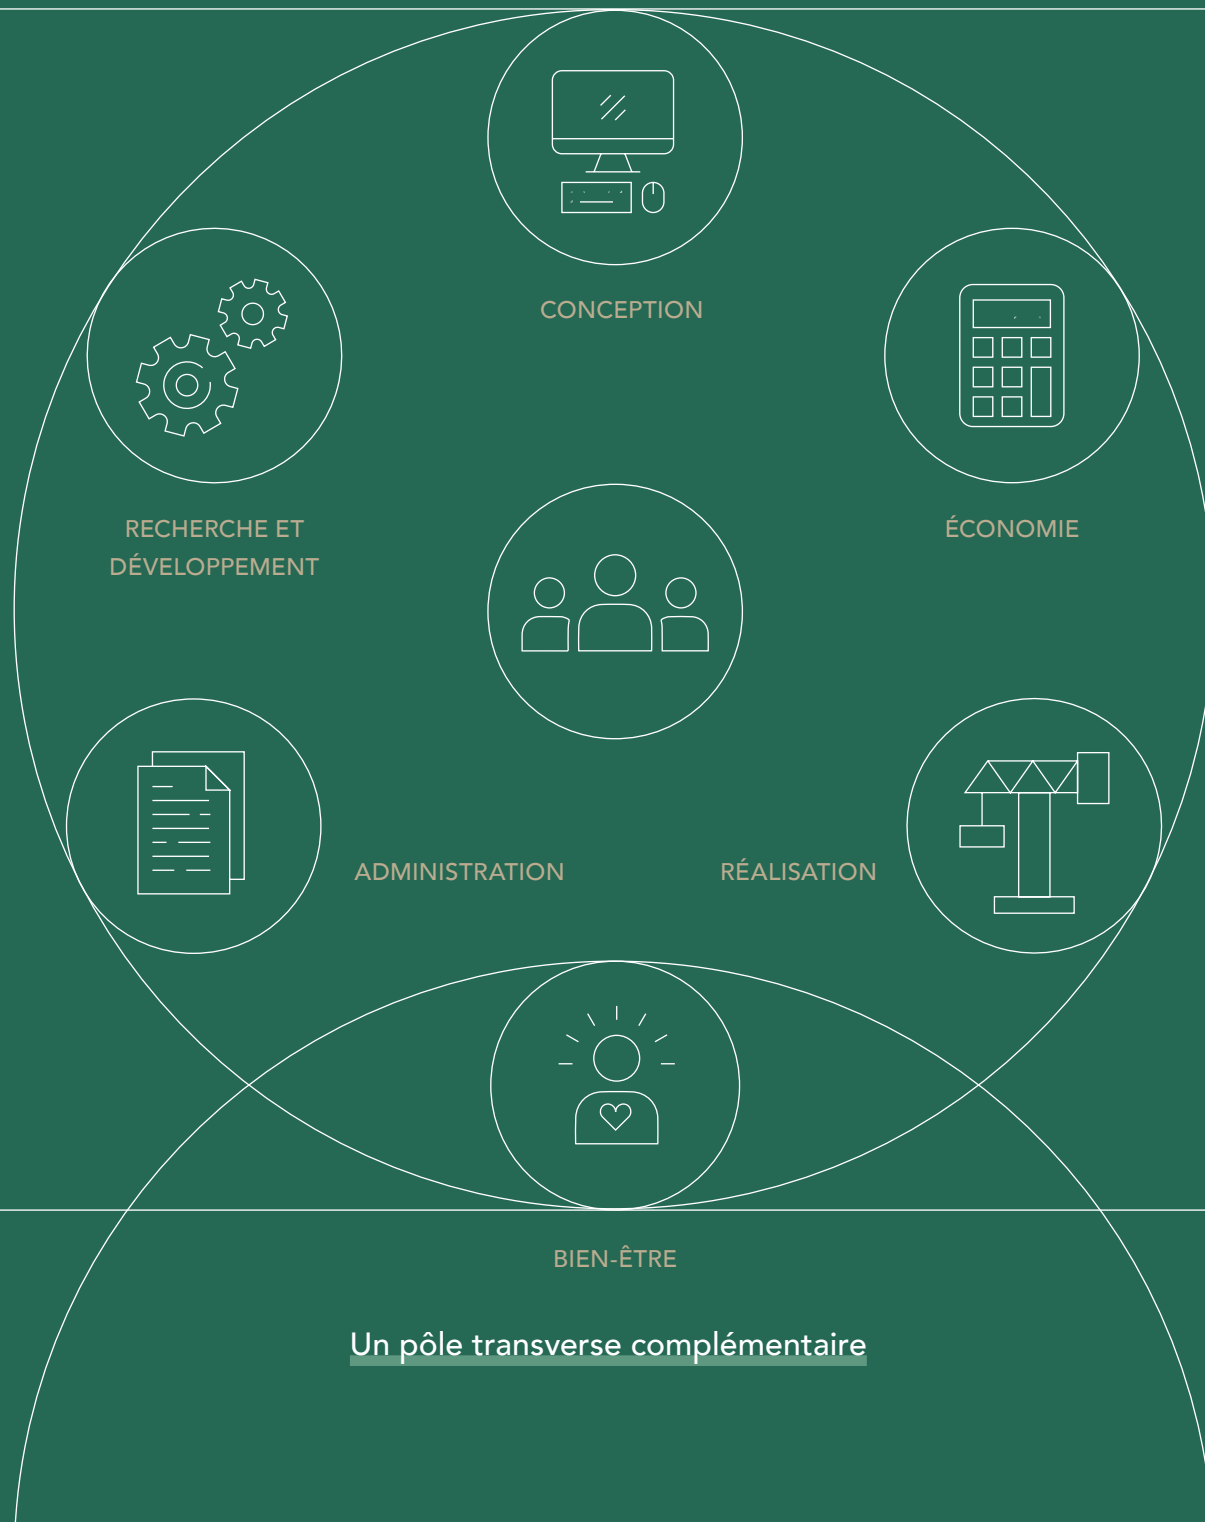 CONCEPTION
RECHERCHE ET
DÉVELOPPEMENT
ÉCONOMIE
ADMINISTRATION
RÉALISATION
BIEN-ÊTRE
Un pôle transverse complémentaire